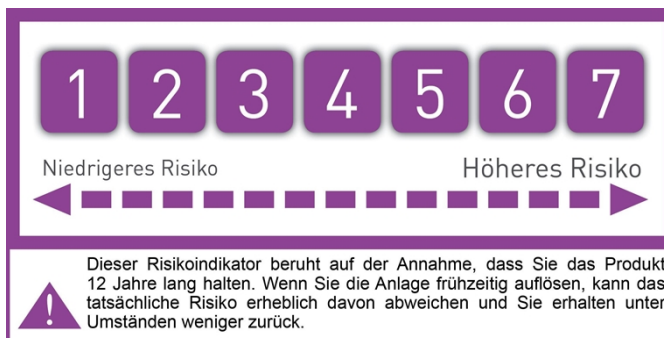 1 2 3 4 5 6 7
Niedrigeres Risiko Höheres Risiko
Dieser Risikoindikator beruht auf der Annahme, dass Sie das Produkt
12 Jahre lang halten. Wenn Sie die Anlage frühzeitig auflösen, kann das
tatsächliche Risiko erheblich davon abweichen und Sie erhalten unter
Umständen weniger zurück.